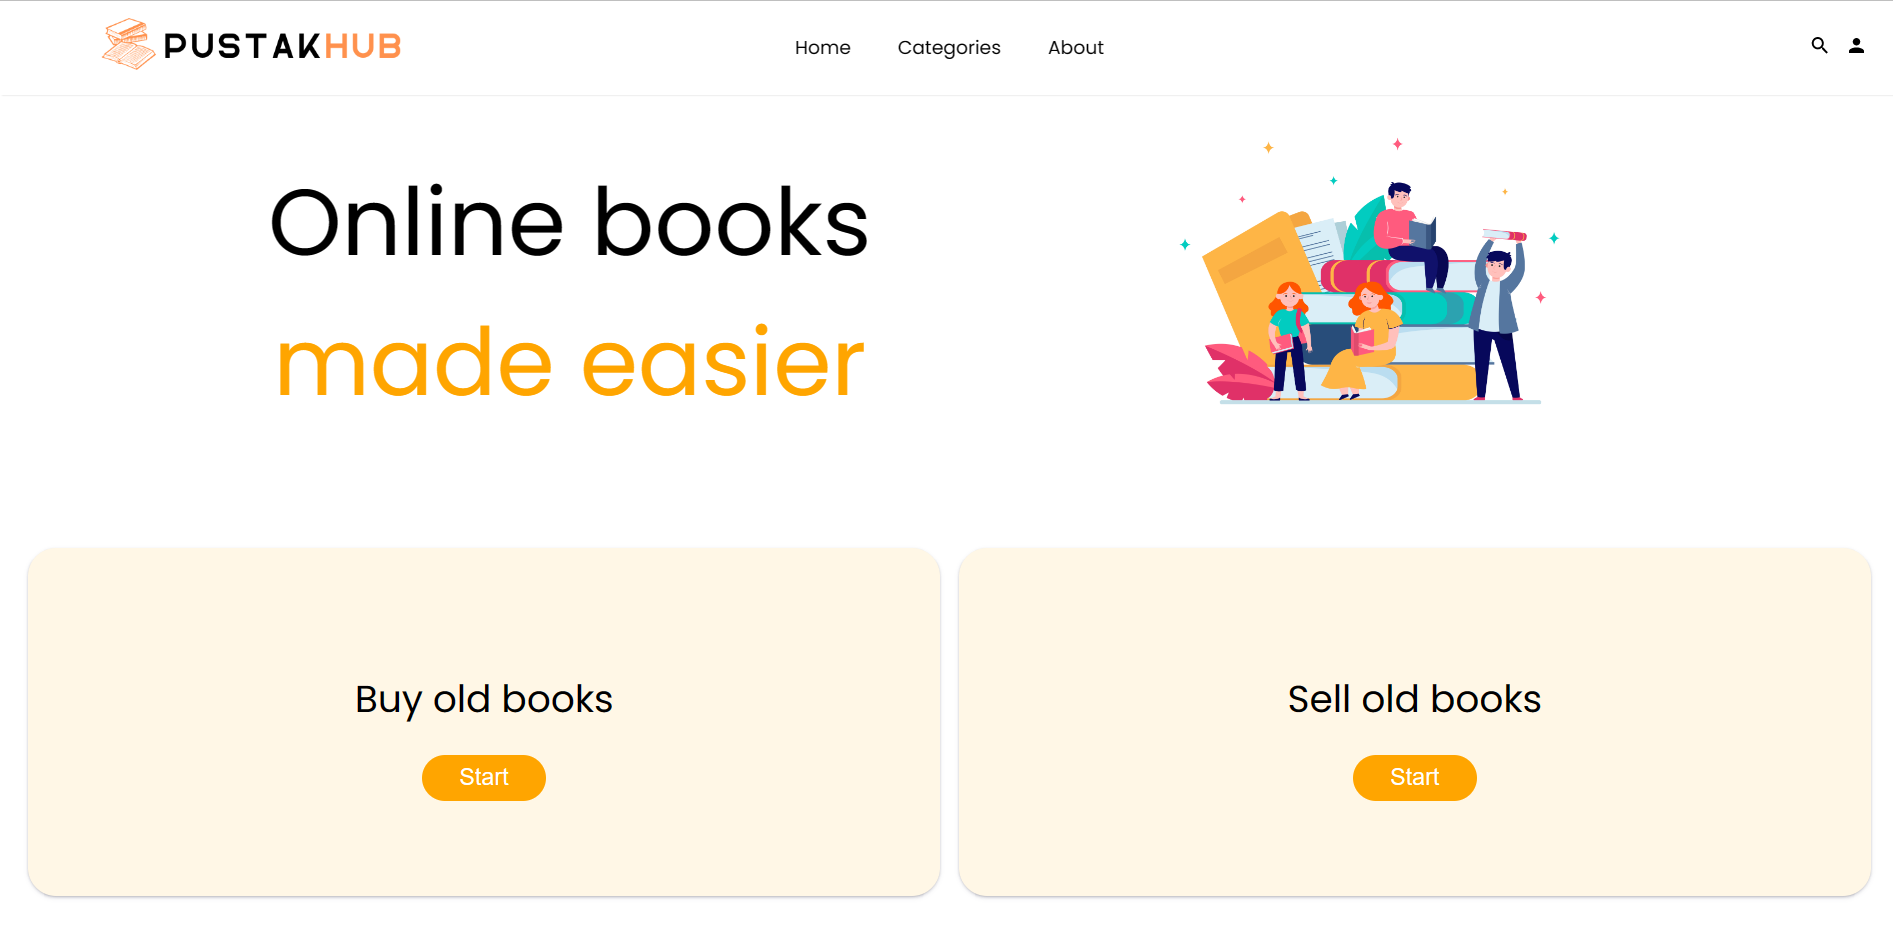 PUSTAKHUB
Home Categories About
Online books
made easier
Buy old books
Start
Sell old books
Start